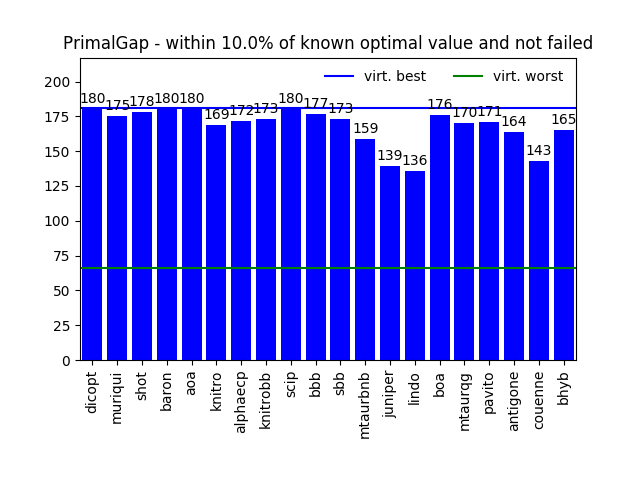 PrimalGap - within 10.0% of known optimal value and not failed
virt. best
virt. worst
200
175
150
125
100
75
50
25
0
180
175
178
180
180
169
172
173
180
177
173
159
139
136
176
170
171
164
143
165
dicopt
muriqui
shot
baron
aoa
knitro
alphaecp
knitrobb
scip
bbb
sbb
mtaurbnb
juniper
lindo
boa
mtaurqg
pavito
antigone
couenne
bhyb